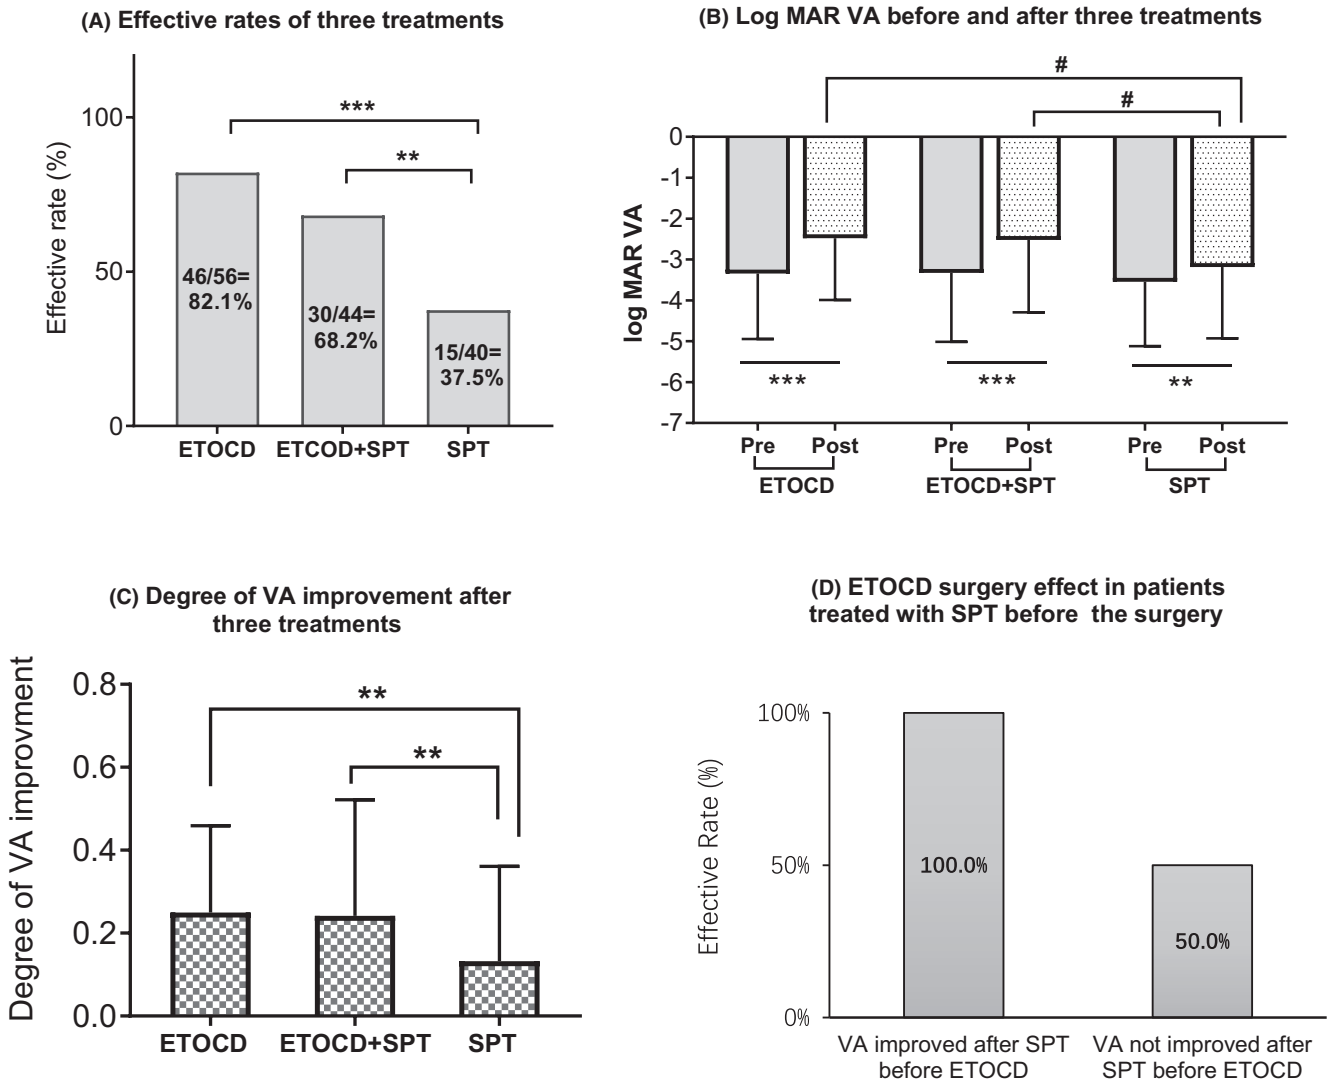 (A) Effective rates of three treatments
Effective rate (%)
100
50
0
***
**
46/56=
82.1%
30/44=
68.2%
15/40=
37.5%
ETOCD ETCOD+SPT SPT
(B) Log MAR VA before and after three treatments
log MAR VA
#
#
0
-1
-2
-3
-4
-5
-6
-7
*** *** **
Pre Post Pre Post Pre Post
ETOCD ETOCD+SPT SPT
(C) Degree of VA improvement after
three treatments
Degree of VA improvment
0.8
0.6
0.4
0.2
0.0
**
**
ETOCD ETOCD+SPT SPT
(D) ETOCD surgery effect in patients
treated with SPT before the surgery
Effective Rate (%)
100%
50%
0%
100.0%
50.0%
VA improved after SPT
before ETOCD
VA not improved after
SPT before ETOCD